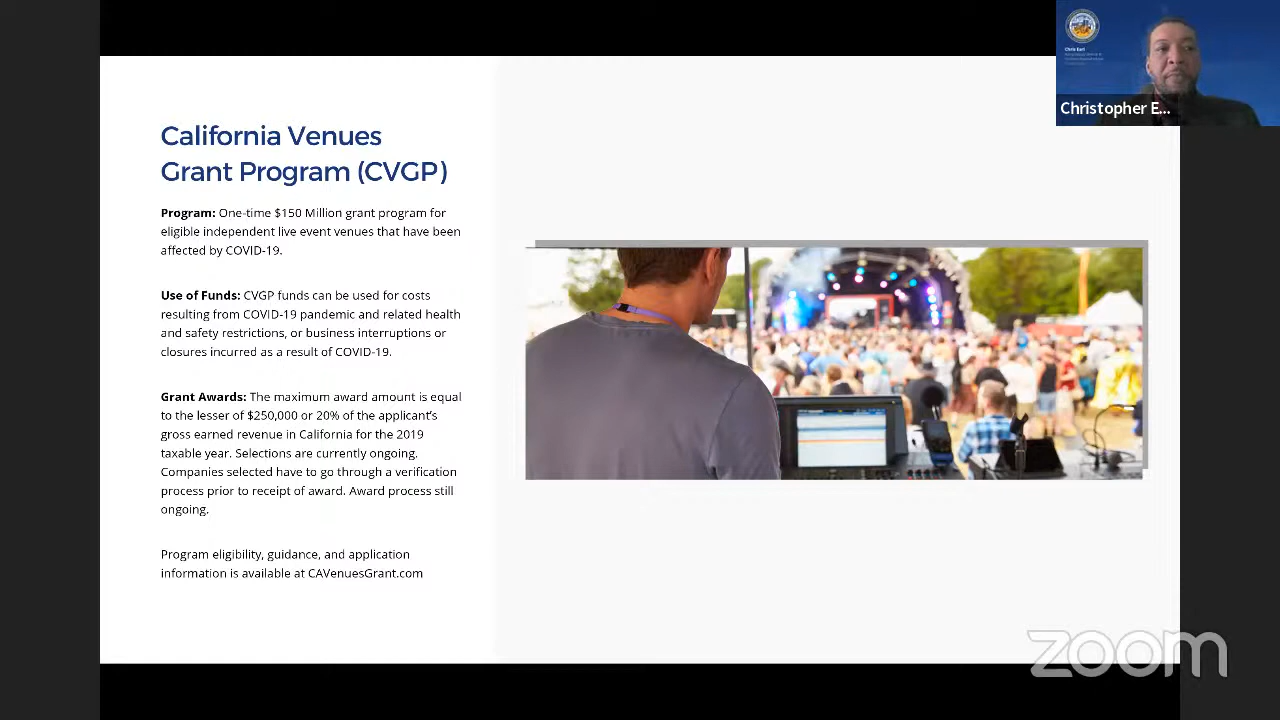 California Venues
Grant Program (CVGP)
Program: One-time $150 Million grant program for
eligible independent live event venues that have been
affected by COVID-19.
Use of Funds: CVGP funds can be used for costs
resulting from COVID-19 pandemic and related health
and safety restrictions, or business interruptions or
closures incurred as a result of COVID-19.
Grant Awards: The maximum award amount is equal
to the lesser of $250,000 or 20% of the applicant's
gross earned revenue in California for the 2019
taxable year. Selections are currently ongoing.
Companies selected have to go through a verification
process prior to receipt of award. Award process still
ongoing.
Program eligibility, guidance, and application
information is available at CAVenuesGrant.com
Chris Earl
Christopher E...
zoom